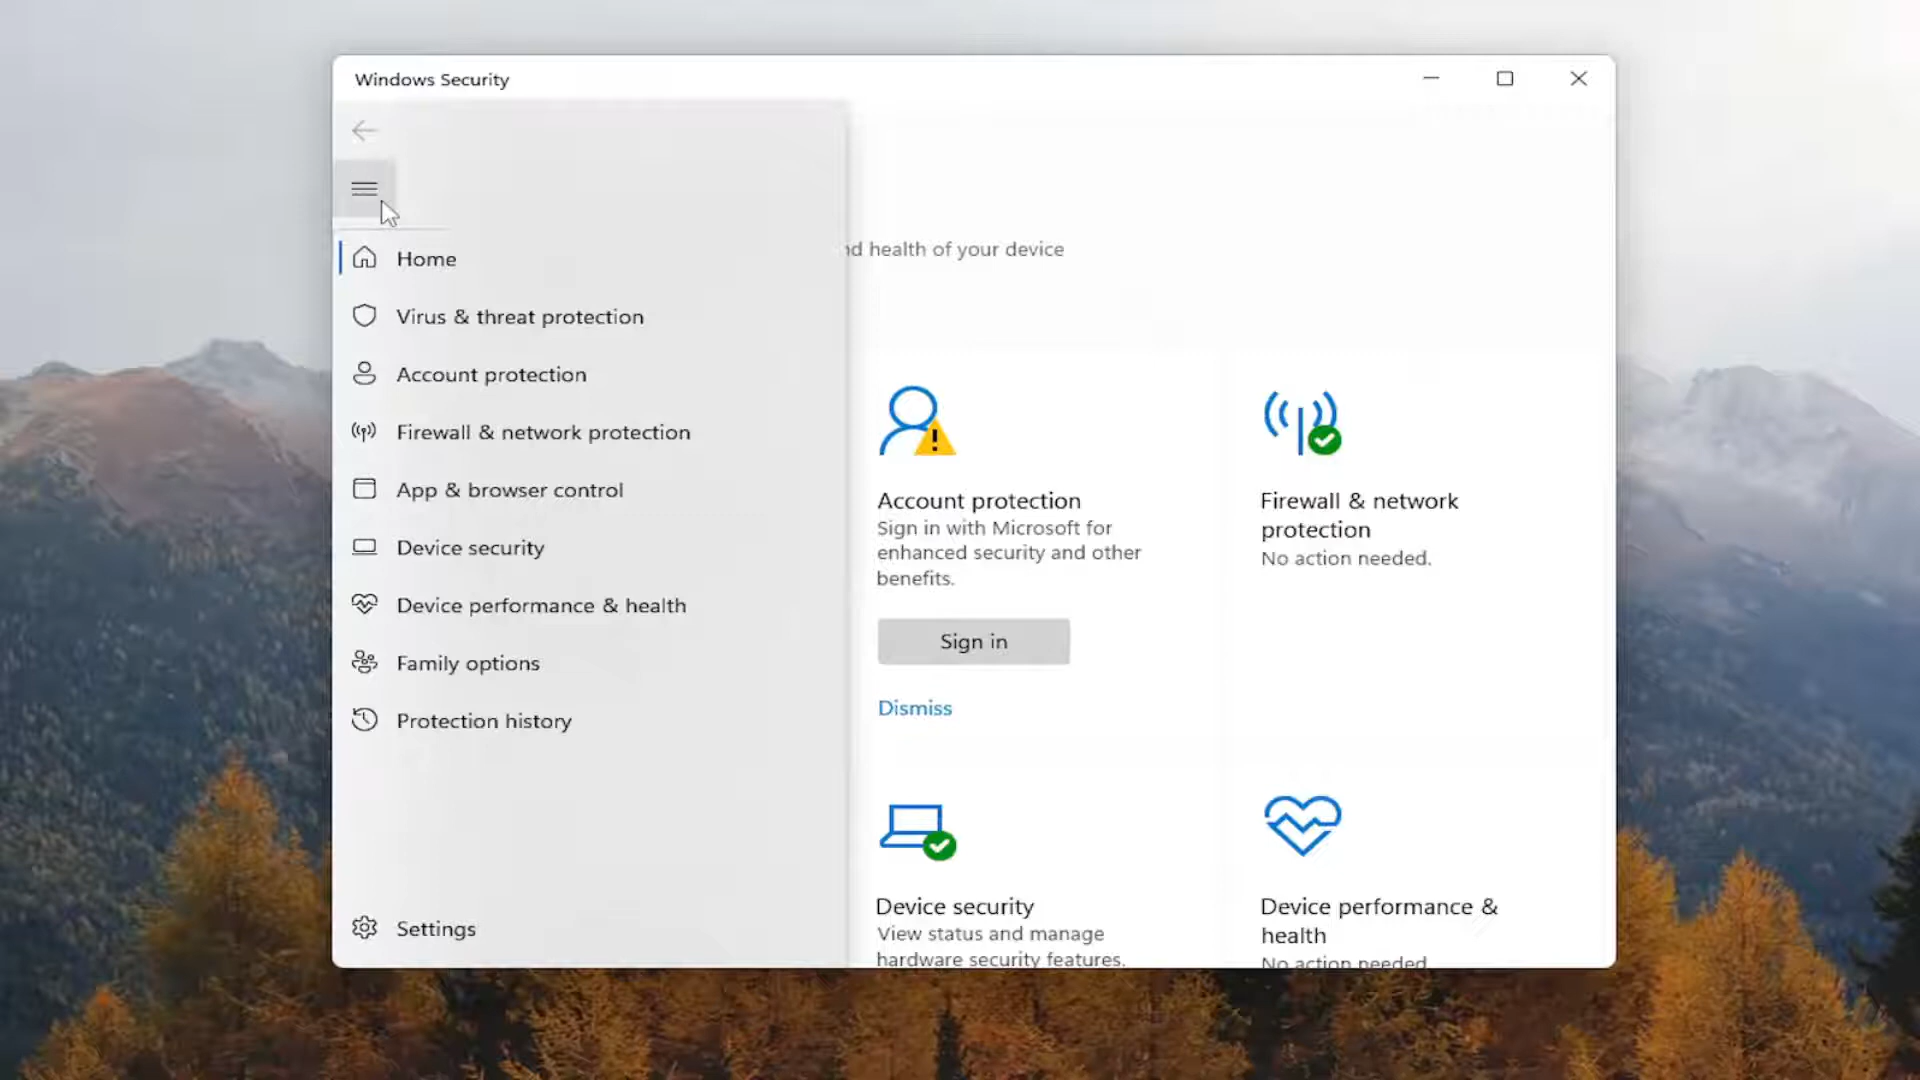 Windows Security
Home
Virus & threat protection
Account protection
Firewall & network protection
App & browser control
Device security
Device performance & health
Family options
Protection history
Settings
health of your device
Account protection
Sign in with Microsoft for
enhanced security and other
benefits.
Sign in
Dismiss
Firewall & network
protection
No action needed.
Device security
View status and manage
hardware security features.
Device performance &
health
No action needed